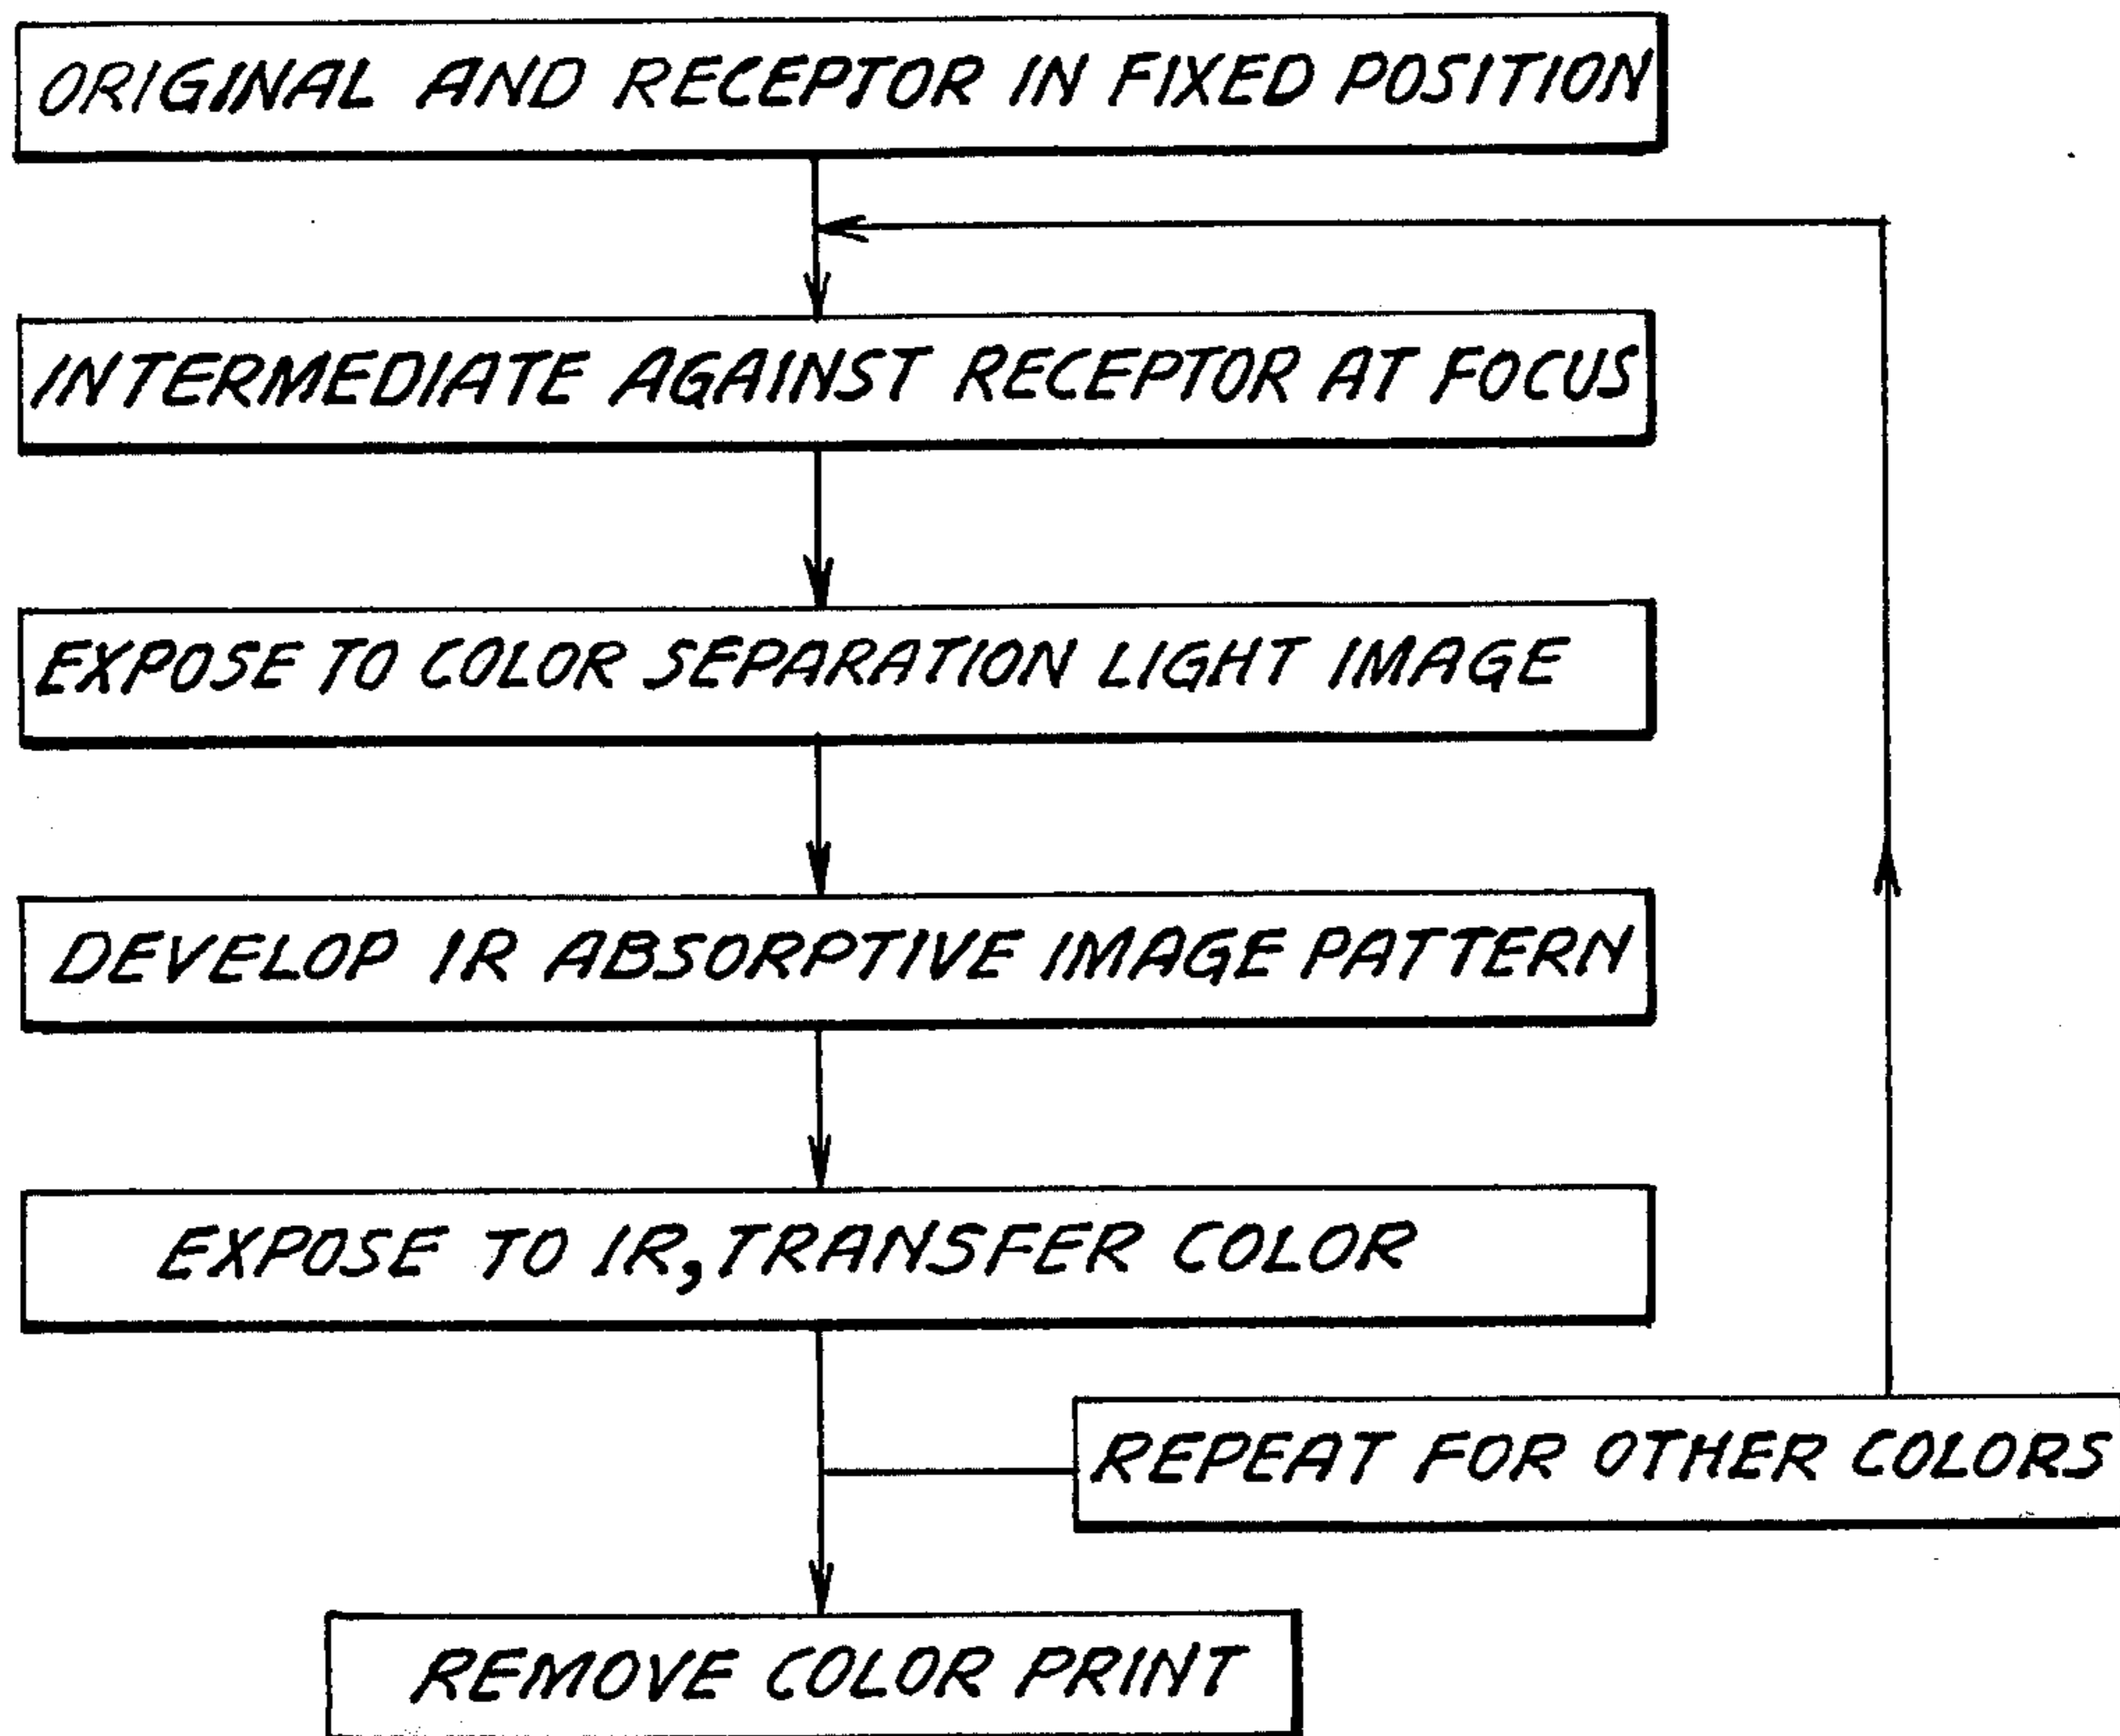 ORIGINAL AND RECEPTOR IN FIXED POSITION
INTERMEDIATE AGAINST RECEPTOR AT FOCUS
EXPOSE TO COLOR SEPARATION LIGHT IMAGE
DEVELOP IR ABSORPTIVE IMAGE PATTERN
EXPOSE TO IR, TRANSFER COLOR
REPEAT FOR OTHER COLORS
REMOVE COLOR PRINT